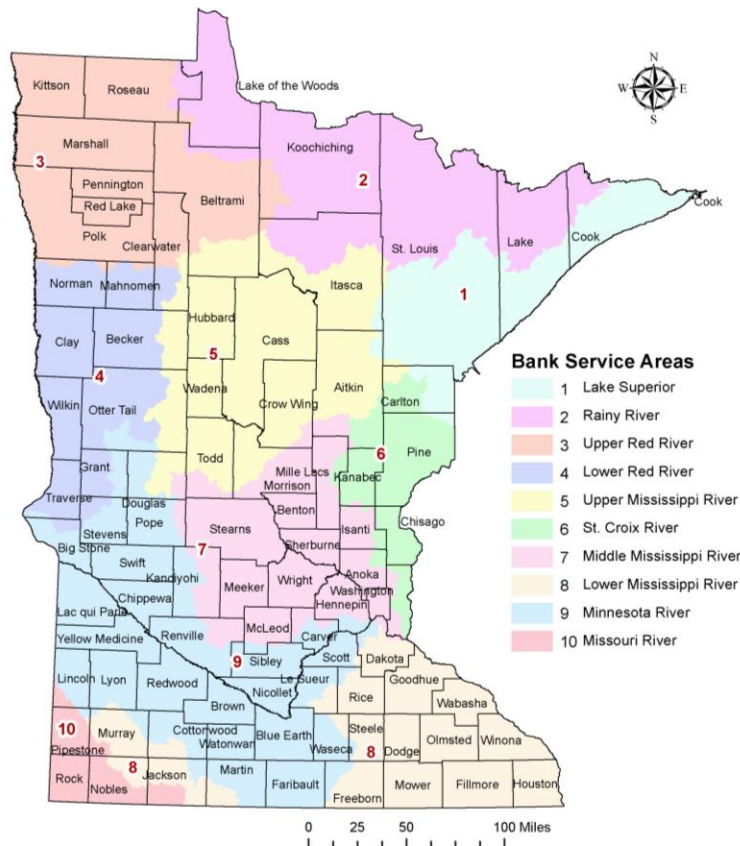 N
W E
S
Lake of the Woods
Kittson
Roseau
Koochiching
Marshall
3
2
Pennington
Beltrami
Red Lake
Cook
Polk
Clearwater
St. Louis
Lake
Cook
Norman
Mahnomen
Itasca
1
Hubbard
Clay
Becker
Cass
5
4
Wadena
Aitkin
Carlton
Wilkin
Otter Tail
Crow Wing
Todd
6
Pine
Grant
Mille Lacs
Kanabec
Morrison
Traverse
Douglas
Benton
Pope
Stearns
Isanti
Chisago
Stevens
Sherburne
Big Stone
7
Swift
Kandiyohi
Anoka
Meeker
Wright
Washington
Chippewa
Hennepin
Lac qui Parle
McLeod
Renville
Carver
Yellow Medicine
9
Sibley
Scott
Dakota
Lincoln
Lyon
Redwood
Le Sueur
Goodhue
Nicollet
Rice
Wabasha
Brown
10
Murray
Cottonwood
Steele
Blue Earth
Olmsted
Winona
Pipestone
Watonwan
Waseca
8
Dodge
8
Rock
Jackson
Martin
Nobles
Faribault
Mower
Fillmore
Houston
Freeborn
Bank Service Areas
1 Lake Superior
2 Rainy River
3 Upper Red River
4 Lower Red River
5 Upper Mississippi River
6 St. Croix River
7 Middle Mississippi River
8 Lower Mississippi River
9 Minnesota River
10 Missouri River
0 25 50 100 Miles